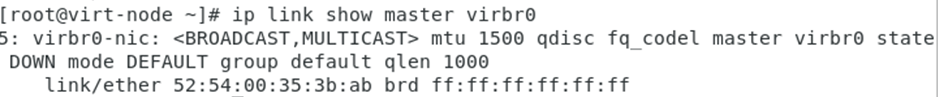 [root@virt-node ~]# ip link show master virbr0
5: virbr0-nic: <BROADCAST,MULTICAST> mtu 1500 qdisc fq_codel master virbr0 state
DOWN mode DEFAULT group default qlen 1000
link/ether 52:54:00:35:3b:ab brd ff:ff:ff:ff:ff:ff